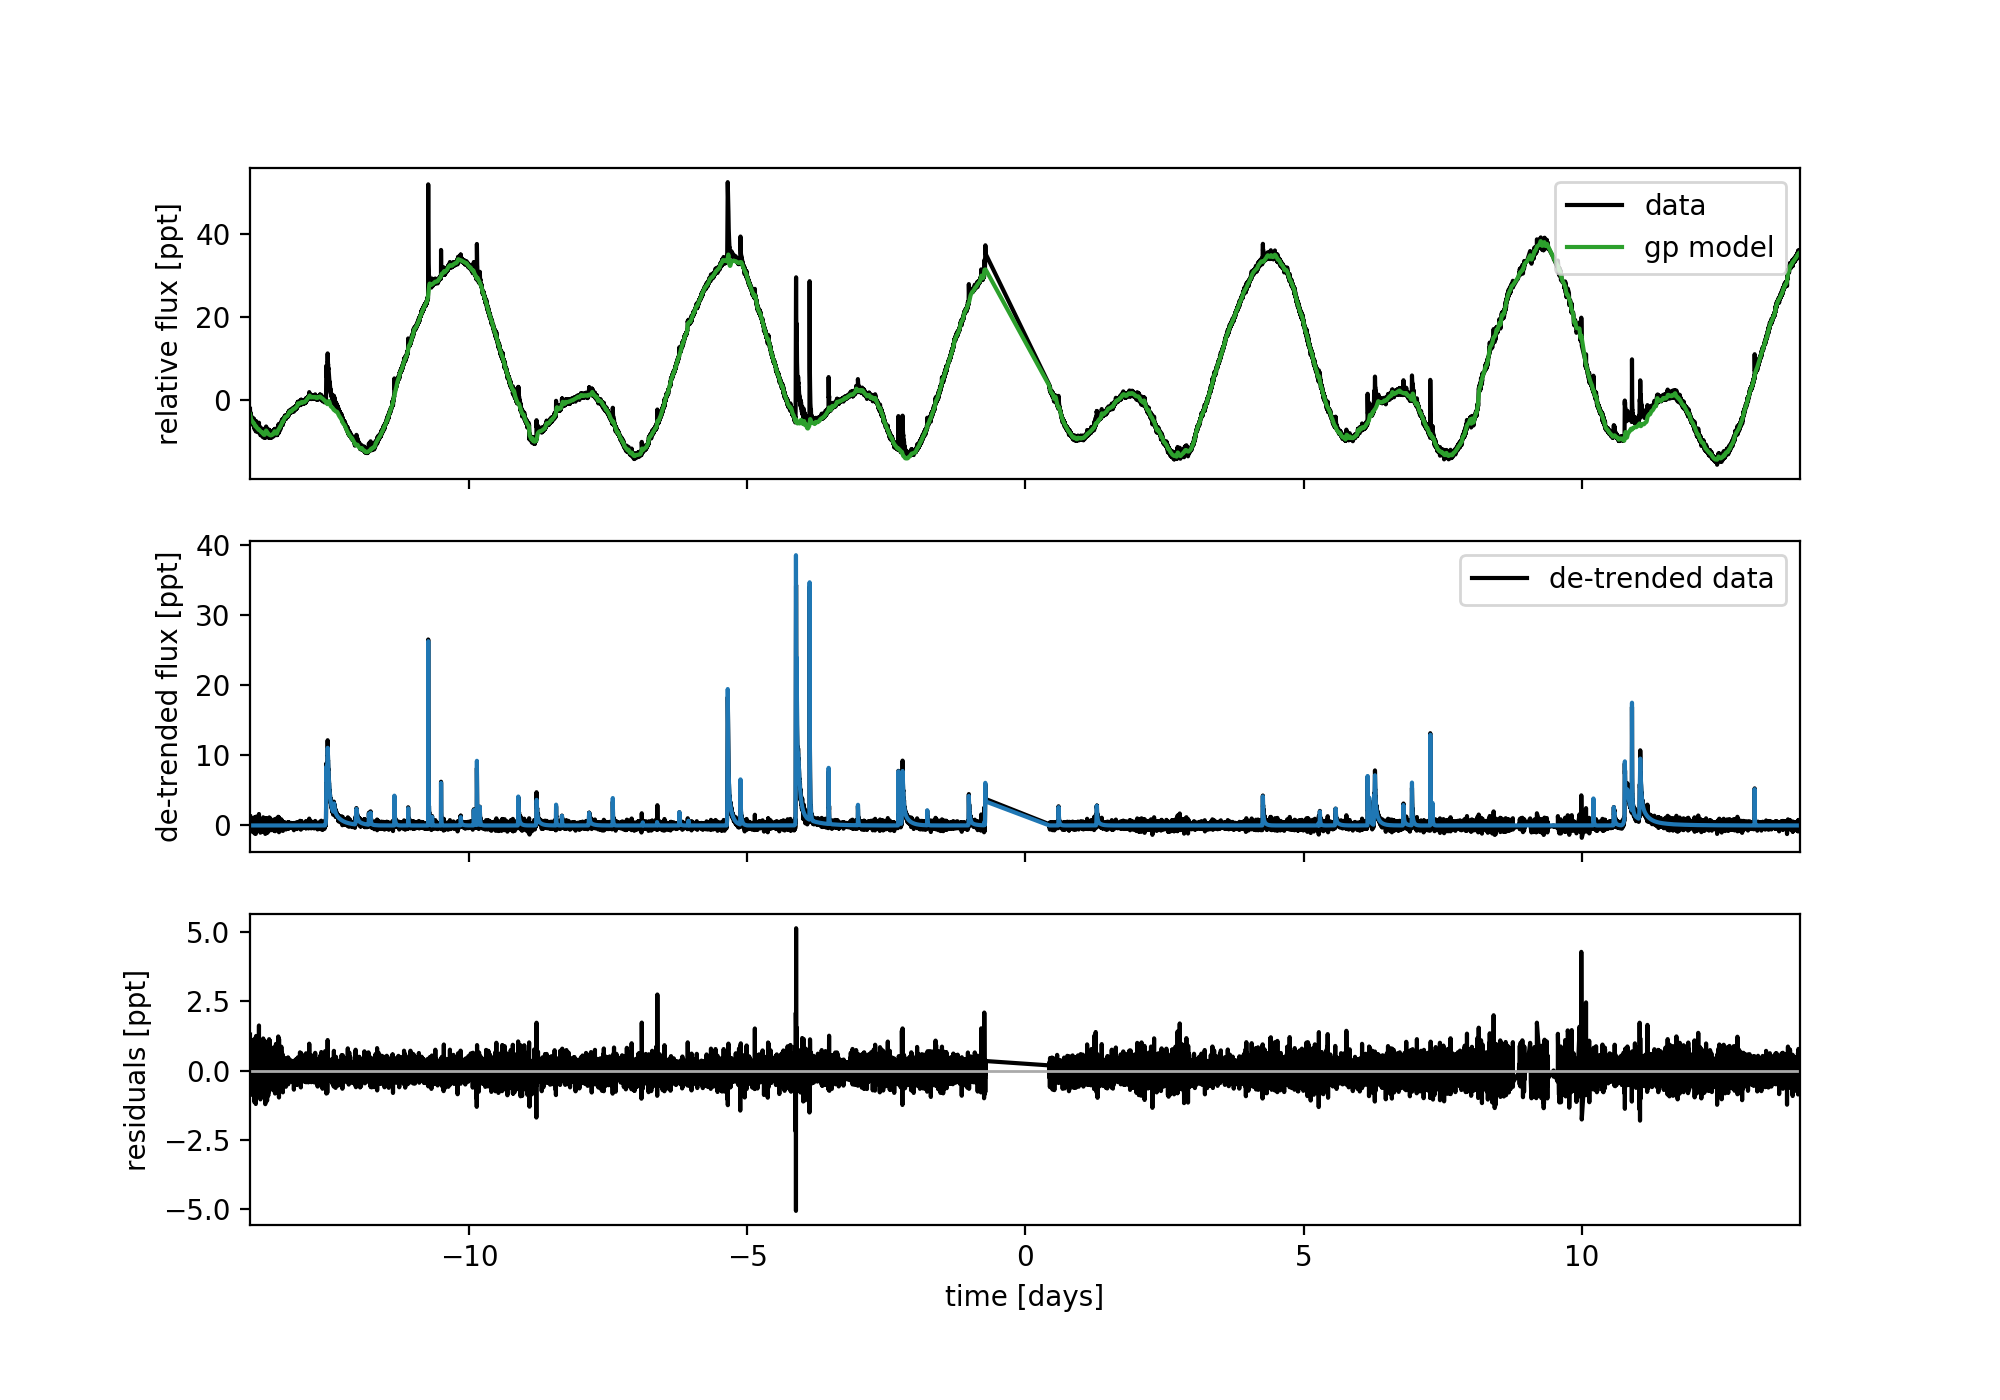 relative flux [ppt]
40
20
0
data
gp model
de-trended flux [ppt]
40
30
20
10
0
de-trended data
residuals [ppt]
5.0
2.5
0.0
−2.5
−5.0
−10
−5
0
5
10
time [days]